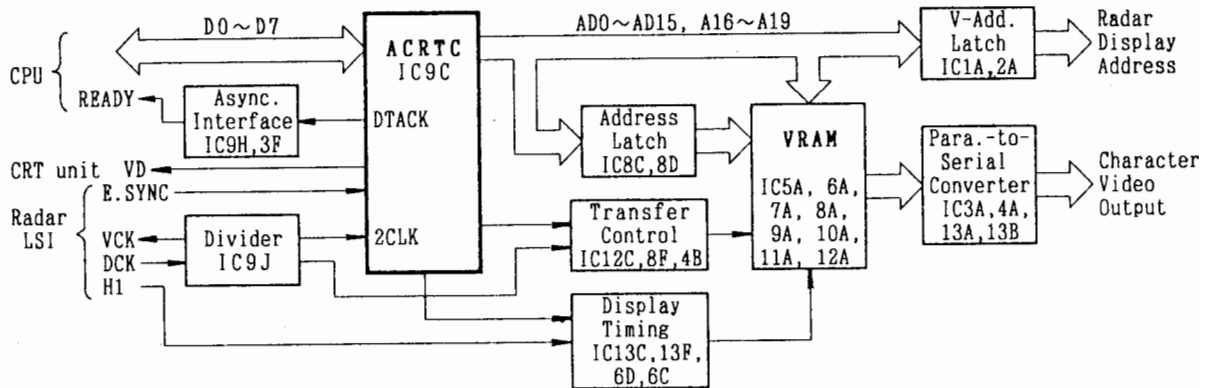 D0~D7
CPU
READY
Async.
Interface
IC9H,3F
ACRTC
IC9C
DTACK
2CLK
CRT unit VD
Radar
LSI
E.SYNC
VCK
DCK
H1
Divider
IC9J
AD0~AD15, A16~A19
Address
Latch
IC8C,8D
Transfer
Control
IC12C,8F,4B
Display
Timing
IC13C,13F,
6D,6C
VRAM
IC5A, 6A,
7A, 8A,
9A, 10A,
11A, 12A
V-Add.
Latch
IC1A,2A
Radar
Display
Address
Para.-to-
Serial
Converter
IC3A,4A,
13A,13B
Character
Video
Output